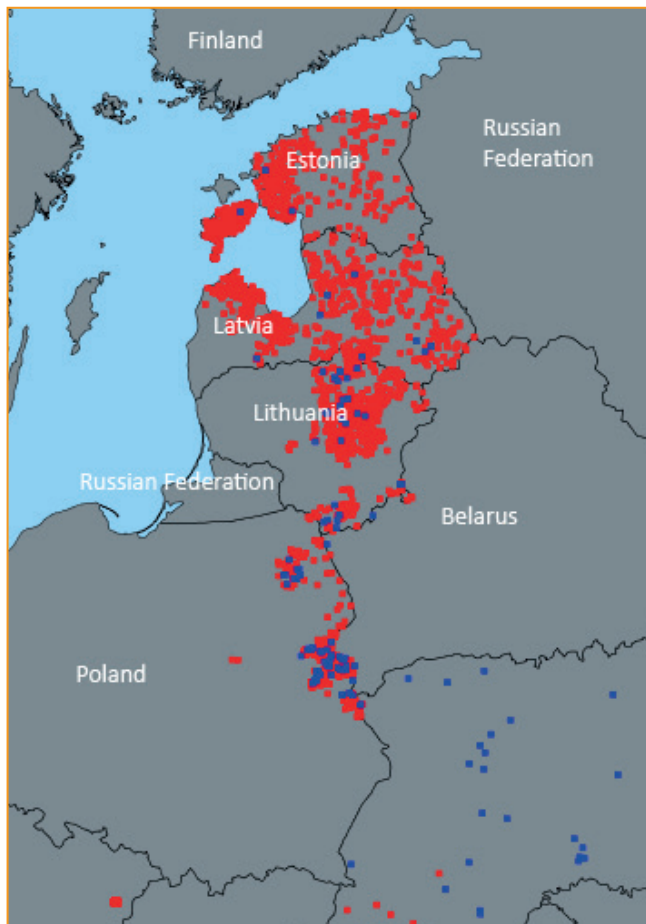 Finland
Russian
Federation
Estonia
Latvia
Lithuania
Russian Federation
Belarus
Poland